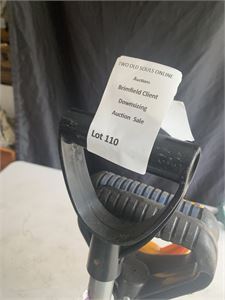 TWO OLD SOULS ONLINE
Auctions
Brimfield Client
Downsizing
Auction Sale
Lot 110